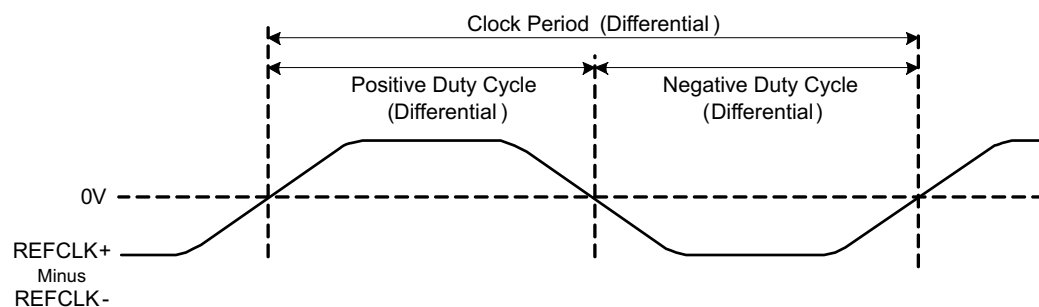 Clock Period (Differential)
Positive Duty Cycle
(Differential)
Negative Duty Cycle
(Differential)
0V
REFCLK+
Minus
REFCLK-